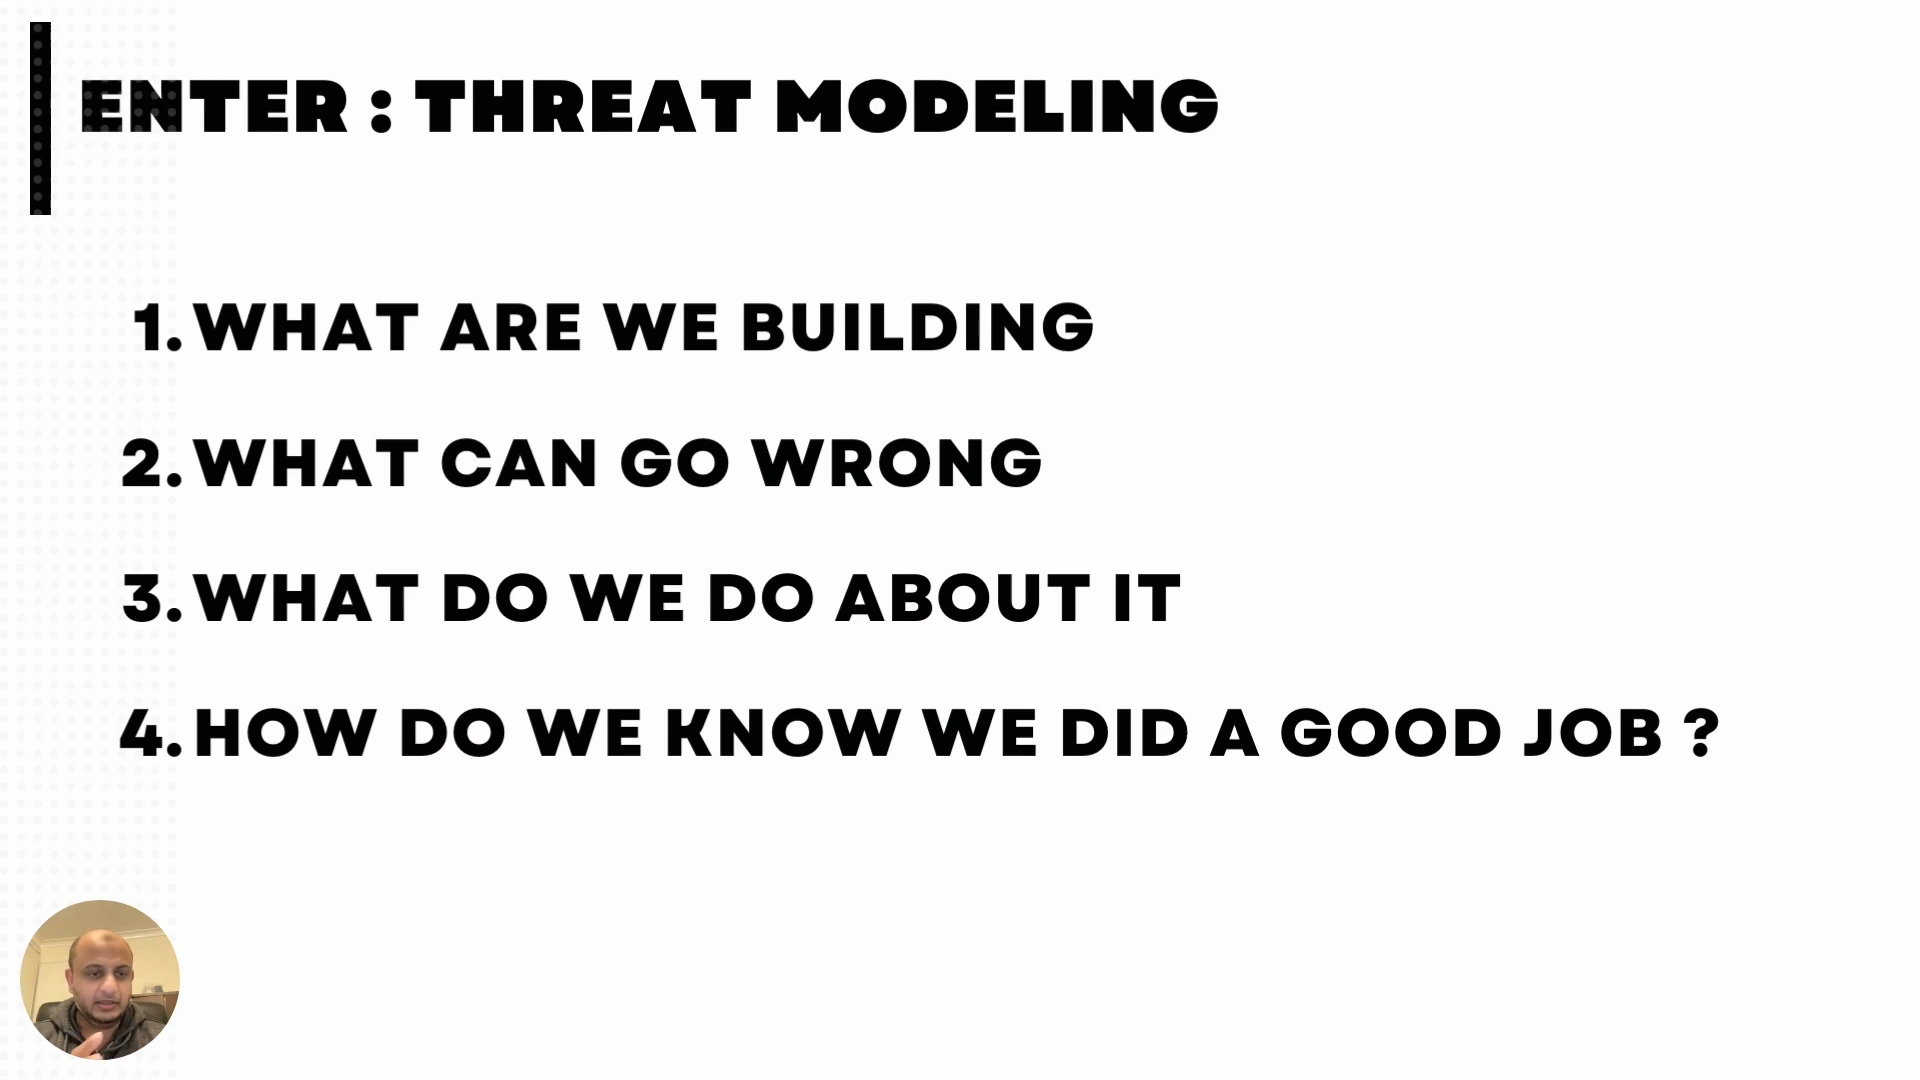 ENTER : THREAT MODELING
1. WHAT ARE WE BUILDING
2. WHAT CAN GO WRONG
3. WHAT DO WE DO ABOUT IT
4. HOW DO WE KNOW WE DID A GOOD JOB ?